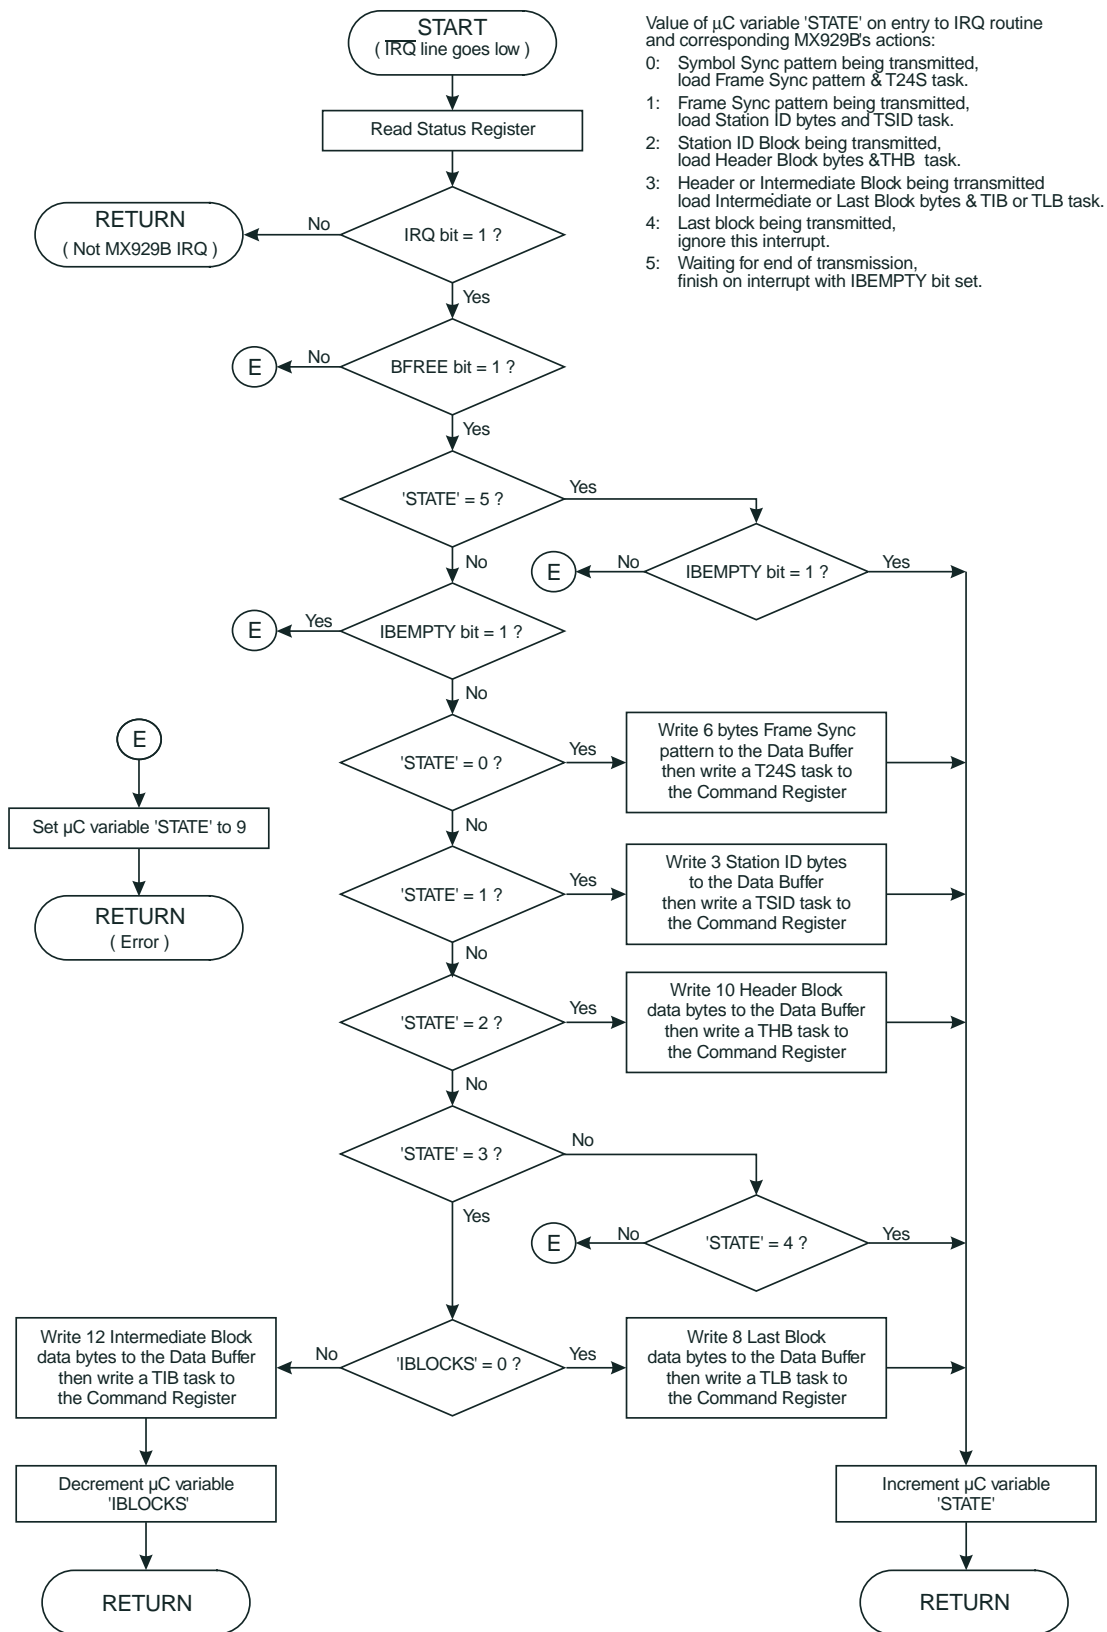 START
( IRQ line goes low )
Value of µC variable 'STATE' on entry to IRQ routine
and corresponding MX929B's actions:
0: Symbol Sync pattern being transmitted,
load Frame Sync pattern & T24S task.
1: Frame Sync pattern being transmitted,
load Station ID bytes and TSID task.
2: Station ID Block being transmitted,
load Header Block bytes &THB task.
3: Header or Intermediate Block being trransmitted
load Intermediate or Last Block bytes & TIB or TLB task.
4: Last block being transmitted,
ignore this interrupt.
5: Waiting for end of transmission,
finish on interrupt with IBEMPTY bit set.
Read Status Register
RETURN
( Not MX929B IRQ )
No
IRQ bit = 1 ?
Yes
E
No
BFREE bit = 1 ?
Yes
'STATE' = 5 ?
Yes
No
E
No
IBEMPTY bit = 1 ?
Yes
E
Yes
IBEMPTY bit = 1 ?
No
E
Set µC variable 'STATE' to 9
RETURN
( Error )
'STATE' = 0 ?
Yes
Write 6 bytes Frame Sync
pattern to the Data Buffer
then write a T24S task to
the Command Register
No
'STATE' = 1 ?
Yes
Write 3 Station ID bytes
to the Data Buffer
then write a TSID task to
the Command Register
No
'STATE' = 2 ?
Yes
Write 10 Header Block
data bytes to the Data Buffer
then write a THB task to
the Command Register
No
'STATE' = 3 ?
No
Yes
E
No
'STATE' = 4 ?
Yes
Write 12 Intermediate Block
data bytes to the Data Buffer
then write a TIB task to
the Command Register
No
'IBLOCKS' = 0 ?
Yes
Write 8 Last Block
data bytes to the Data Buffer
then write a TLB task to
the Command Register
Decrement µC variable
'IBLOCKS'
Increment µC variable
'STATE'
RETURN
RETURN